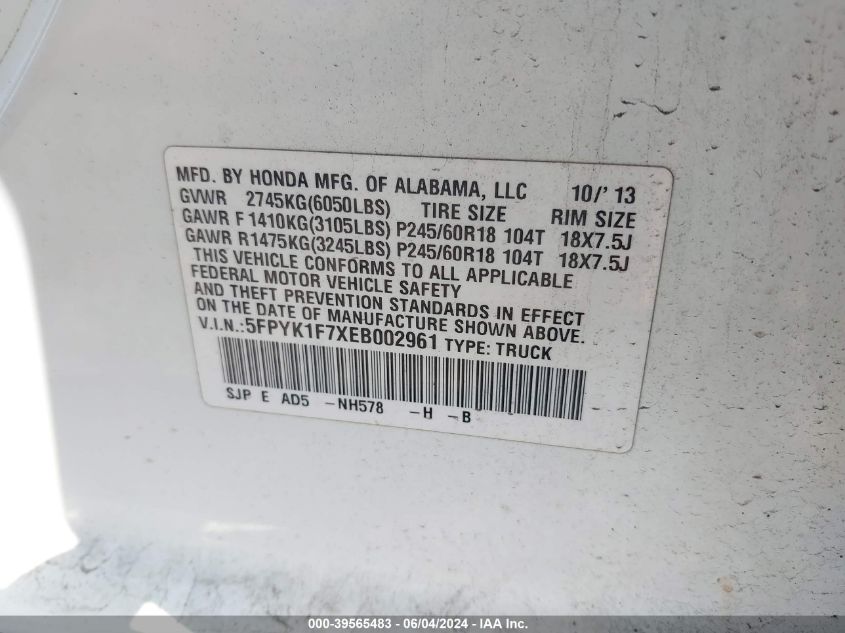 MFD. BY HONDA MFG. OF ALABAMA, LLC 10/' 13
GVWR 2745KG(6050LBS) TIRE SIZE RIM SIZE
GAWR F 1410KG(3105LBS) P245/60R18 104T 18X7.5J
GAWR R1475KG(3245LBS) P245/60R18 104T 18X7.5J
THIS VEHICLE CONFORMS TO ALL APPLICABLE
FEDERAL MOTOR VEHICLE SAFETY
AND THEFT PREVENTION STANDARDS IN EFFECT
ON THE DATE OF MANUFACTURE SHOWN ABOVE.
V.I.N.:5FPYK1F7XEB002961 TYPE: TRUCK
SJP E AD5 -NH578 -H -B
000-39565483 - 06/04/2024 - IAA Inc.